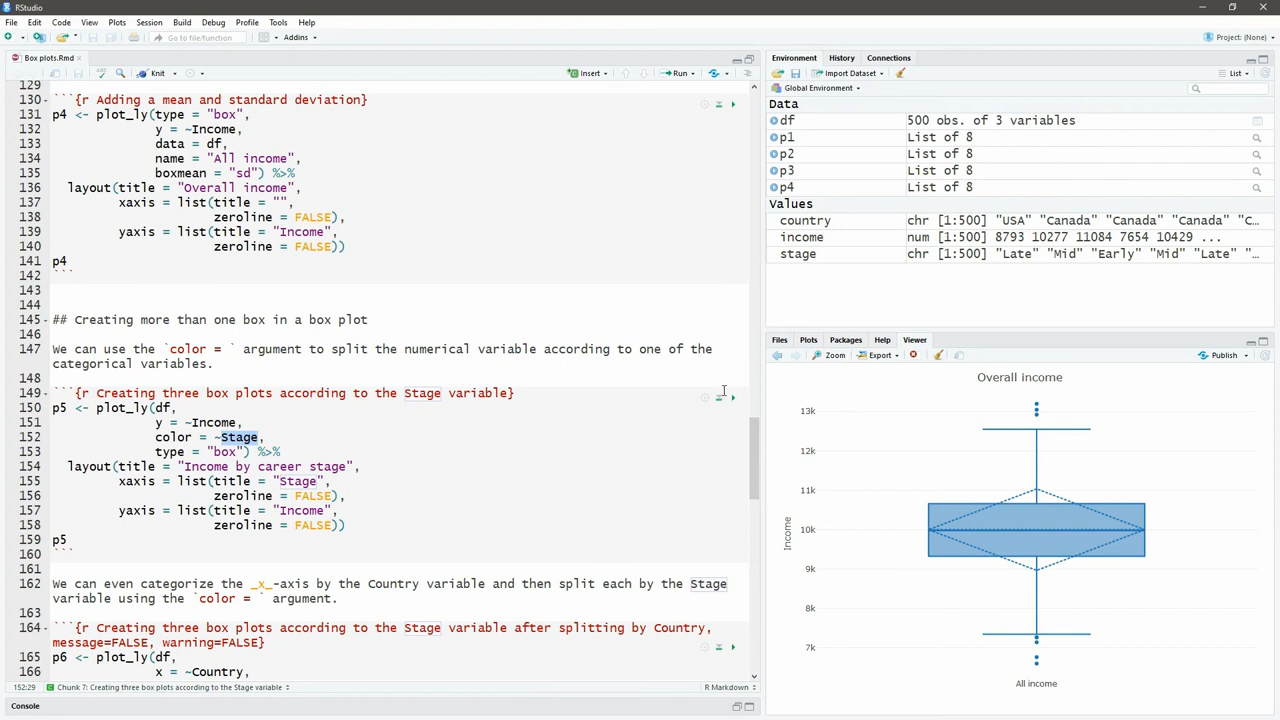 RStudio
File Edit Code View Plots Session Build Debug Profile Tools Help
Go to file/function Addins Project: (None)
Box plots.Rmd
Knit Insert Run
129
130 ```{r Adding a mean and standard deviation}
131 p4 <- plot_ly(type = "box",
132 y = ~Income,
133 data = df,
134 name = "All income",
135 boxmean = "sd") %>%
136 layout(title = "Overall income",
137 xaxis = list(title = "",
138 zeroline = FALSE),
139 yaxis = list(title = "Income",
140 zeroline = FALSE))
141 p4
142 ```
143
144
145 ## Creating more than one box in a box plot
146
147 We can use the `color = ` argument to split the numerical variable according to one of the
categorical variables.
148
149 ```{r Creating three box plots according to the Stage variable}
150 p5 <- plot_ly(df,
151 y = ~Income,
152 color = ~Stage,
153 type = "box") %>%
154 layout(title = "Income by career stage",
155 xaxis = list(title = "Stage",
156 zeroline = FALSE),
157 yaxis = list(title = "Income",
158 zeroline = FALSE))
159 p5
160 ```
161
162 We can even categorize the _x_-axis by the Country variable and then split each by the Stage
variable using the `color = ` argument.
163
164 ```{r Creating three box plots according to the Stage variable after splitting by Country,
message=FALSE, warning=FALSE}
165 p6 <- plot_ly(df,
166 x = ~Country,
152:29 Chunk 7: Creating three box plots according to the Stage variable R Markdown
Console
Environment History Connections
Import Dataset List
Global Environment
Data
df 500 obs. of 3 variables
p1 List of 8
p2 List of 8
p3 List of 8
p4 List of 8
Values
country chr [1:500] "USA" "Canada" "Canada" "Canada" "C…
income num [1:500] 8793 10277 11084 7654 10429 ...
stage chr [1:500] "Late" "Mid" "Early" "Mid" "Late" "…
Files Plots Packages Help Viewer
Zoom Export Publish
Overall income
13k
12k
11k
10k
9k
8k
7k
Income
All income